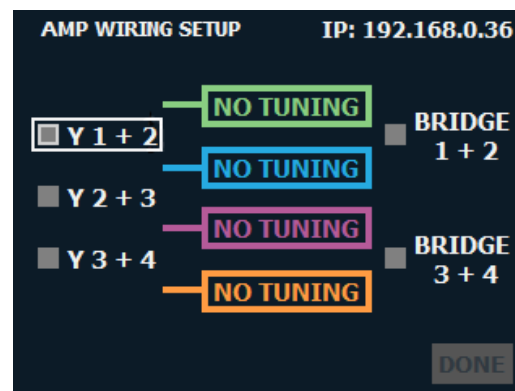 AMP WIRING SETUP
IP: 192.168.0.36
NO TUNING
BRIDGE
1 + 2
Y 1 + 2
NO TUNING
Y 2 + 3
NO TUNING
BRIDGE
3 + 4
Y 3 + 4
NO TUNING
DONE